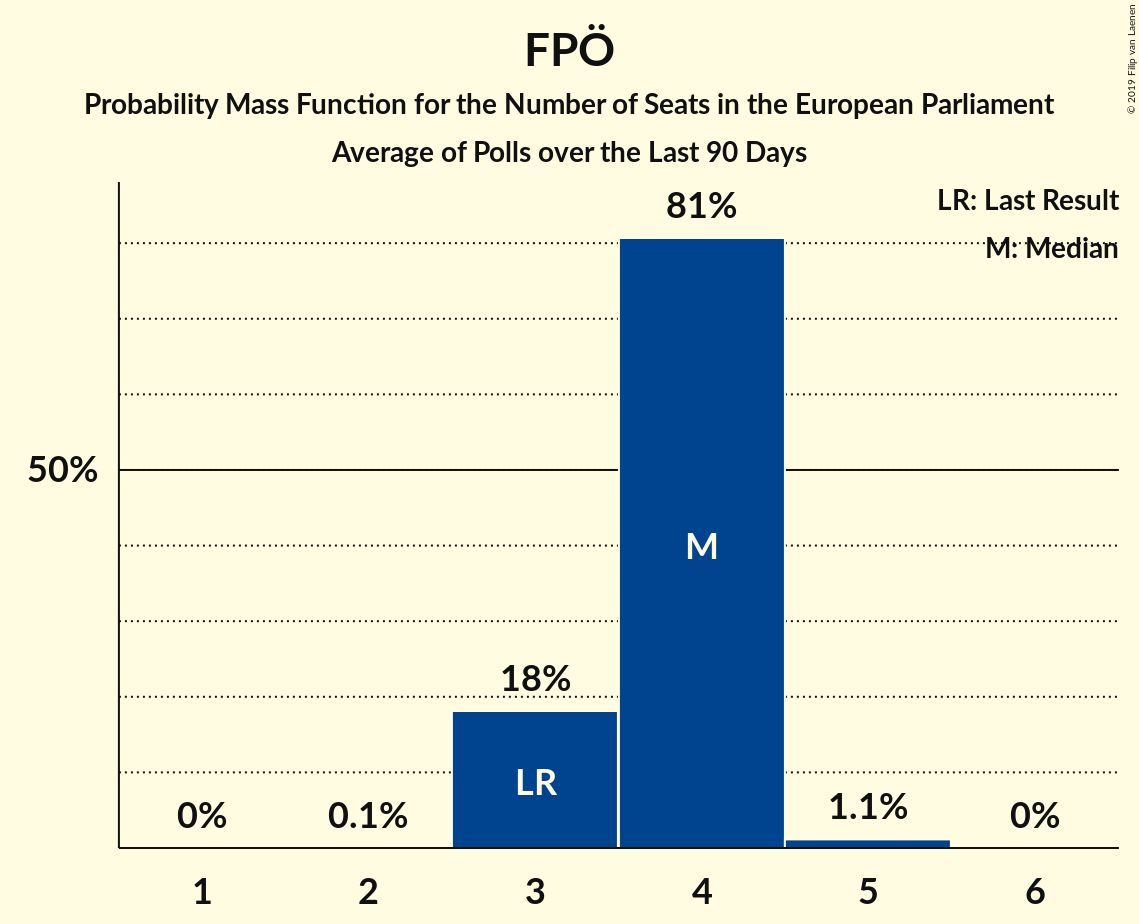 FPÖ
Probability Mass Function for the Number of Seats in the European Parliament
Average of Polls over the Last 90 Days
© 2019 Filip van Laenen
LR: Last Result
M: Median
81%
50%
M
18%
LR
0%
0.1%
1.1%
0%
1
2
3
4
5
6